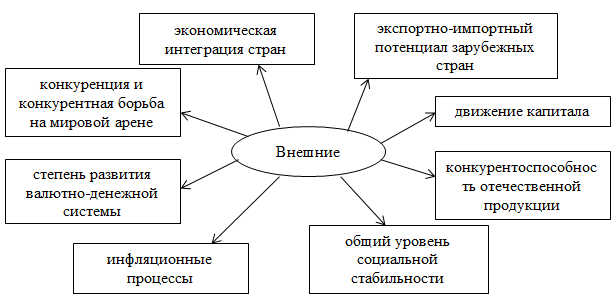 экономическая
интеграция стран
экспортно-импортный
потенциал зарубежных
стран
конкуренция и
конкурентная борьба
на мировой арене
движение капитала
Внешние
степень развития
валютно-денежной
системы
конкурентоспособнос
ть отечественной
продукции
инфляционные
процессы
общий уровень
социальной
стабильности